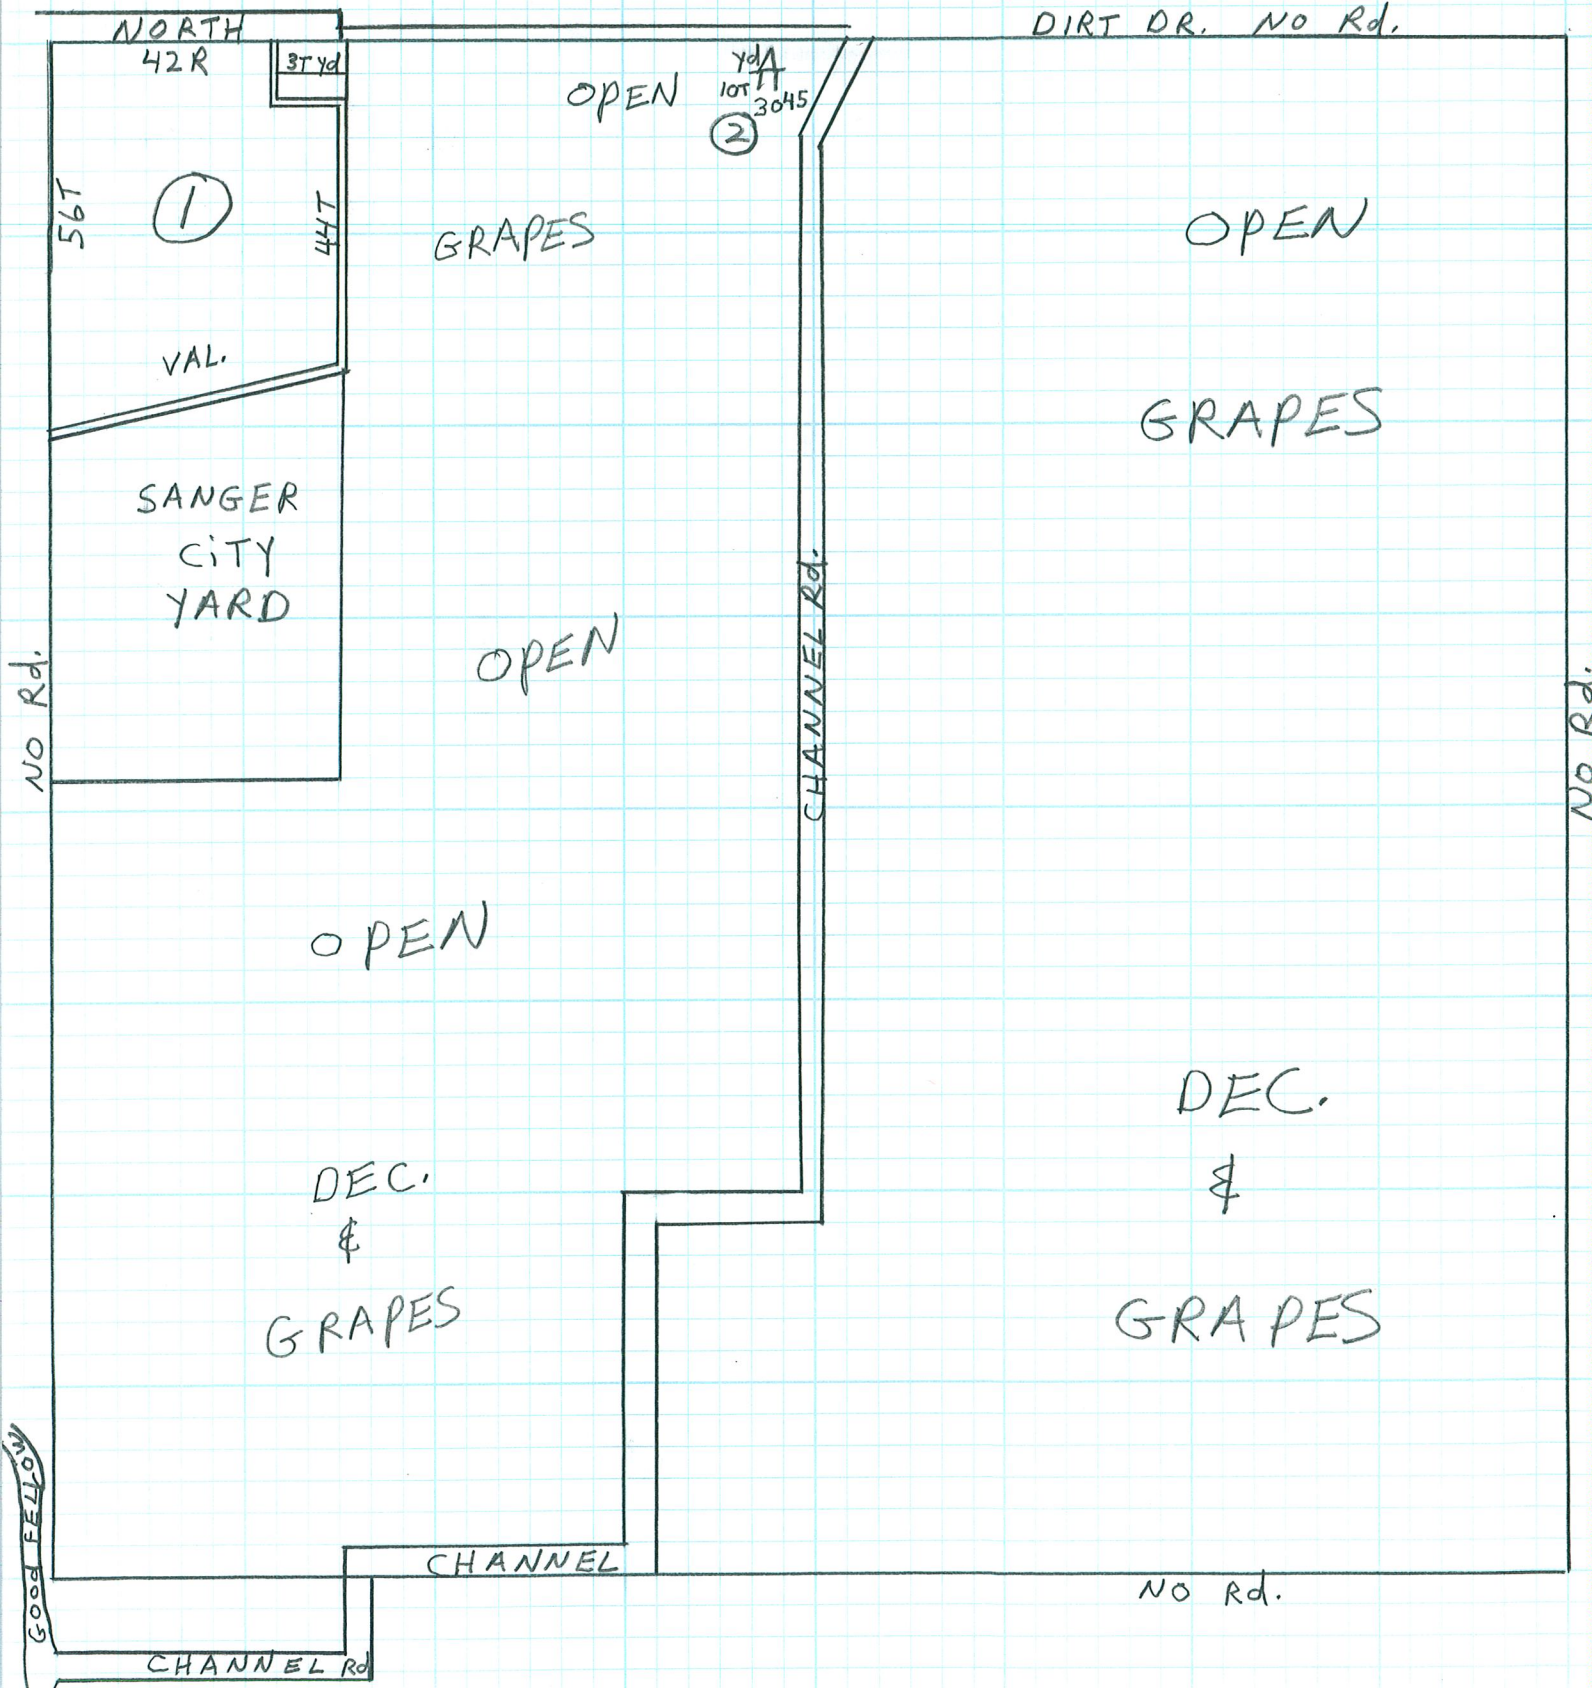 NORTH
DIRT DR. NO Rd.
42R
3T Yd
OPEN
Yd
10T
3045
2
56T
1
44T
GRAPES
OPEN
VAL.
GRAPES
SANGER
CiTY
YARD
OPEN
NO Rd.
CHANNEL Rd.
NO Rd.
OPEN
DEC.
&
GRAPES
DEC.
&
GRAPES
GOOD FELLOW
CHANNEL
NO Rd.
CHANNEL Rd